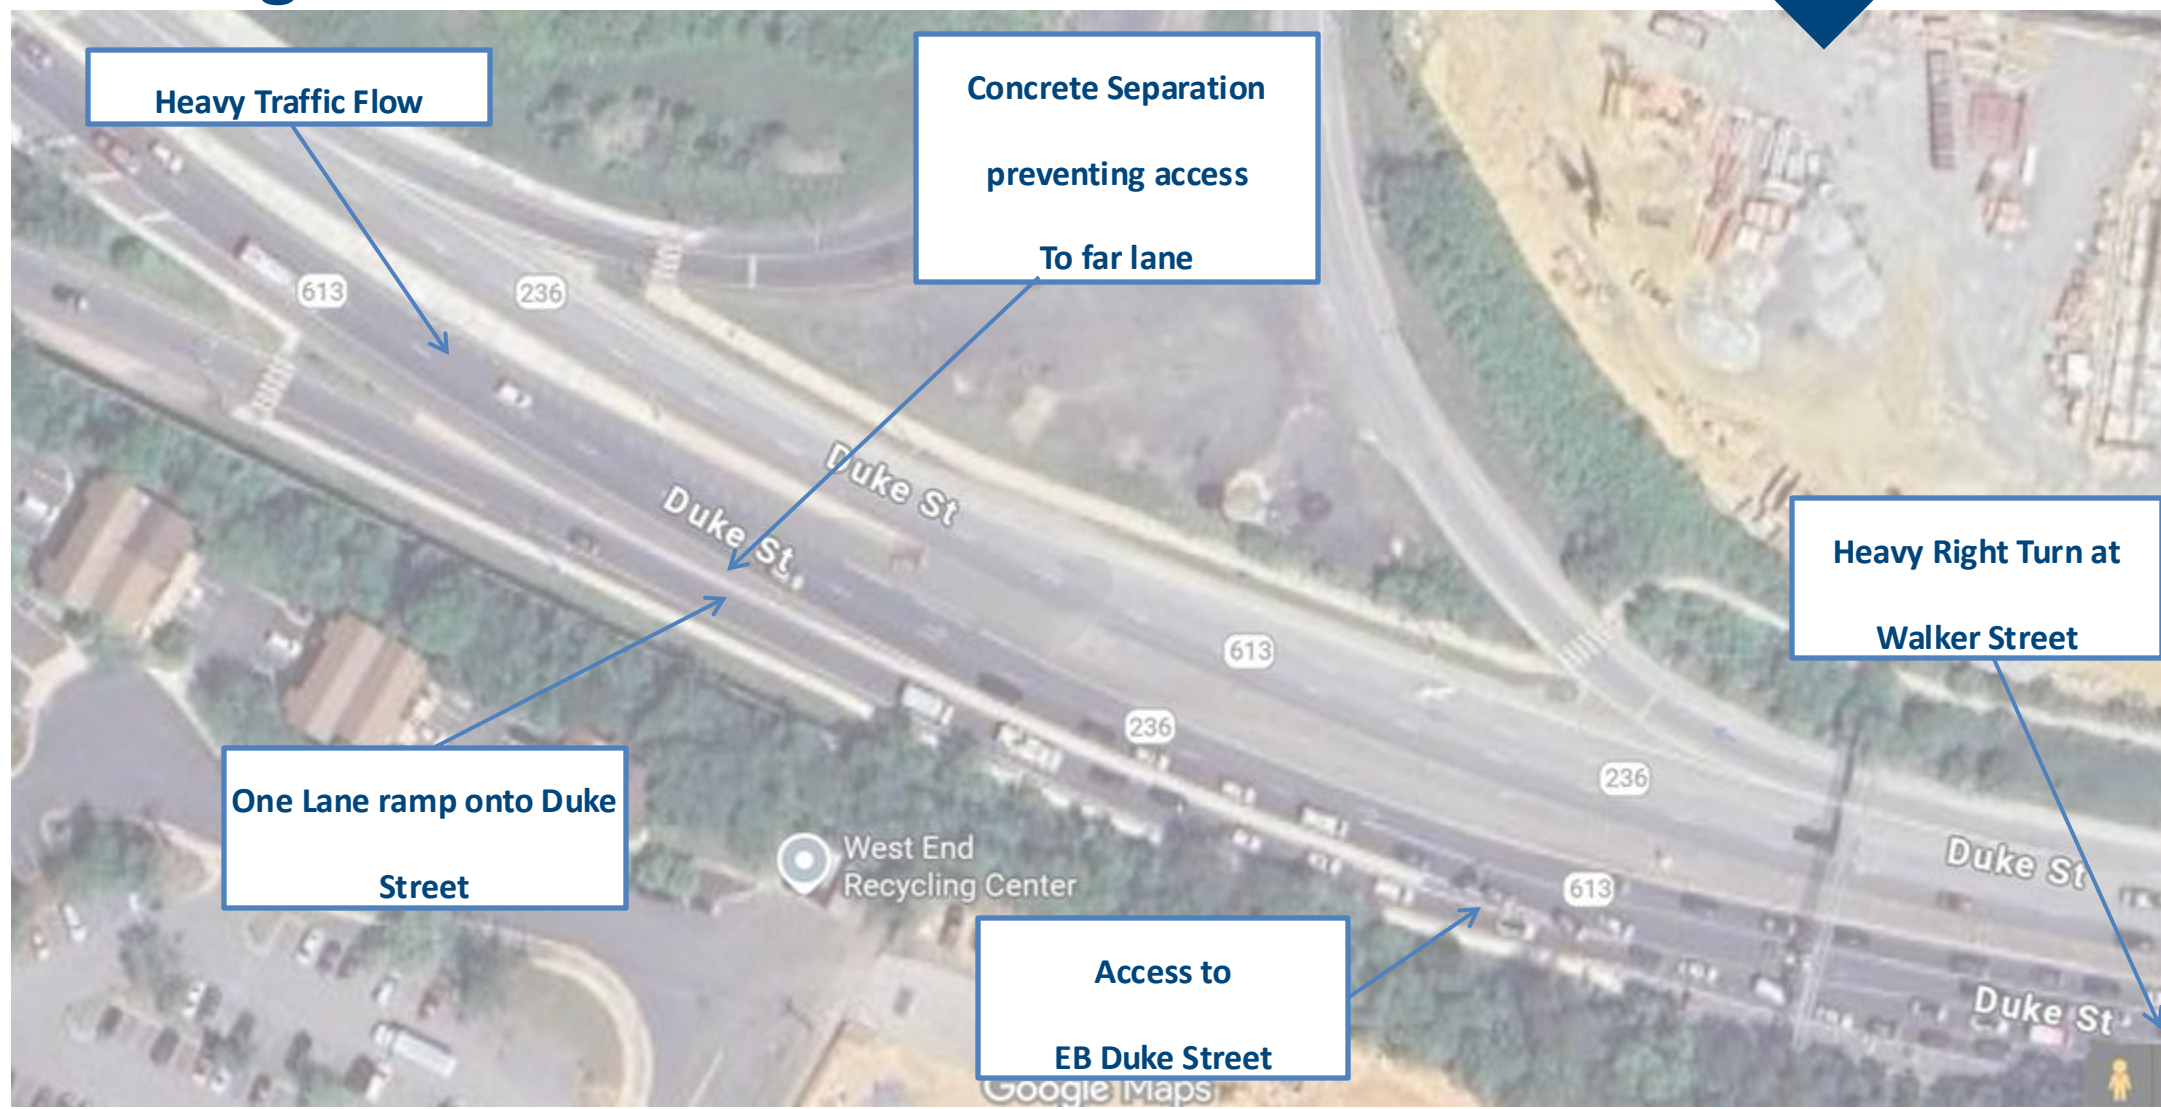 Heavy Traffic Flow
Concrete Separation
preventing access
To far lane
613
236
Duke St
Duke St
Heavy Right Turn at
Walker Street
613
236
236
One Lane ramp onto Duke
Street
West End
Recycling Center
613
Duke St
Access to
EB Duke Street
Duke St
Google Maps